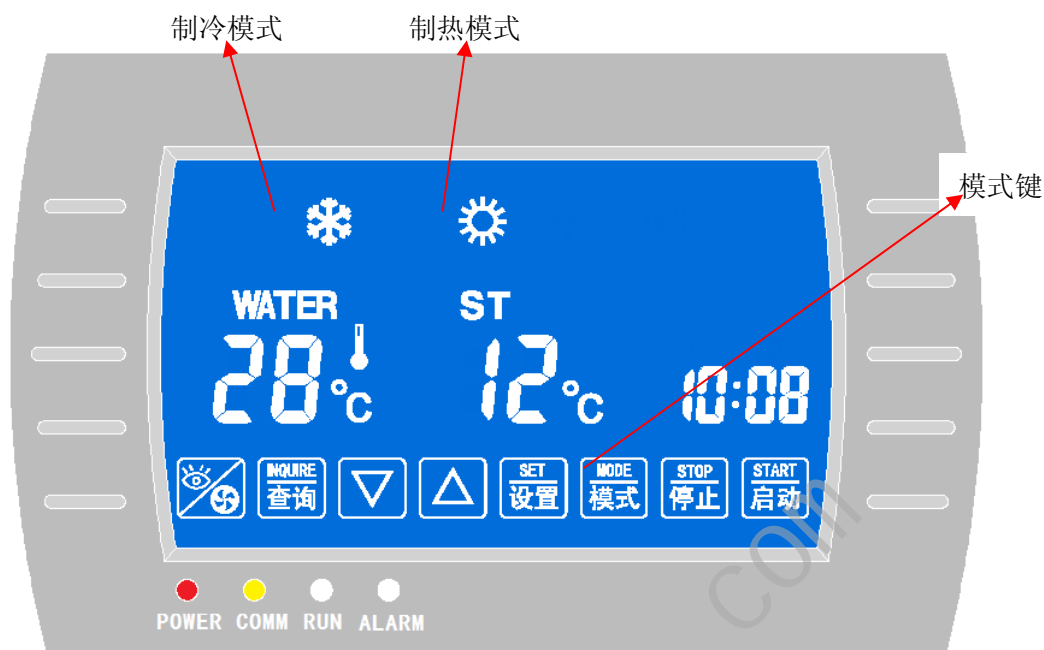 制冷模式 制热模式
模式键
WATER ST
28℃ 12℃ 10:08
INQUIRE SET MODE STOP START
查询 设置 模式 停止 启动
com
POWER COMM RUN ALARM